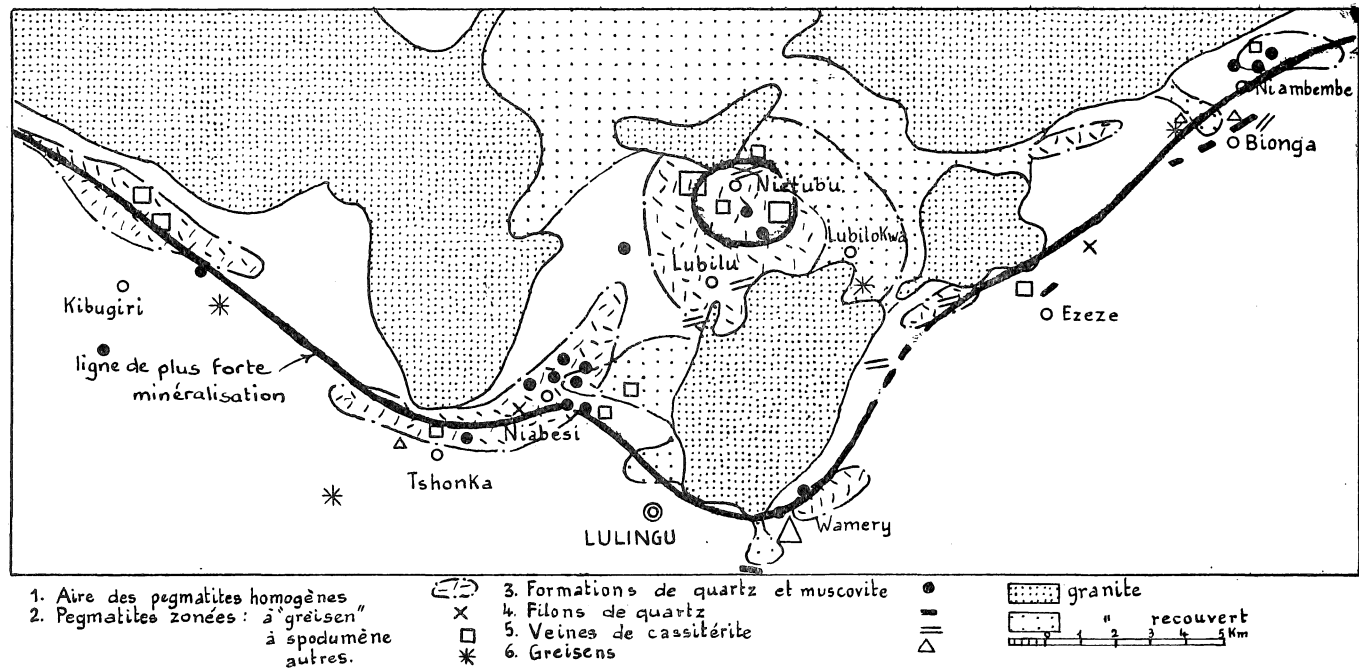 Niambembe
Bionga
Nietubu
Lubilokwa
Lubilu
Kibugiri
Ezeze
ligne de plus forte
minéralisation
Niabesi
Tshonka
Wamery
LULINGU
1. Aire des pegmatites homogènes
2. Pegmatites zonées : à "greisen"
à spodumène
autres.
3. Formations de quartz et muscovite
4. Filons de quartz
5. Veines de cassitérite
6. Greisens
granite
" recouvert
0 1 2 3 4 5 Km